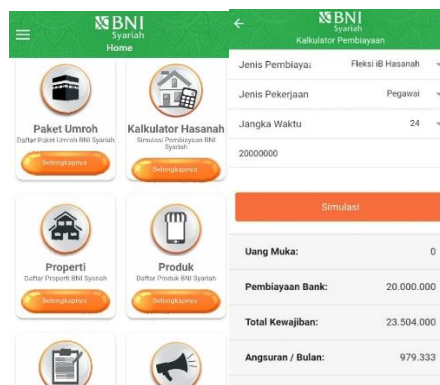 BNI
Syariah
Home
Paket Umroh
Daftar Paket Umroh BNI Syariah
Selengkapnya
Kalkulator Hasanah
Simulasi Pembiayaan BNI
Syariah
Selengkapnya
Properti
Daftar Properti BNI Syariah
Selengkapnya
Produk
Daftar Produk BNI Syariah
Selengkapnya
BNI
Syariah
Kalkulator Pembiayaan
Jenis Pembiayaa Fleksi iB Hasanah
Jenis Pekerjaan Pegawai
Jangka Waktu 24
20000000
Simulasi
Uang Muka: 0
Pembiayaan Bank: 20.000.000
Total Kewajiban: 23.504.000
Angsuran / Bulan: 979.333